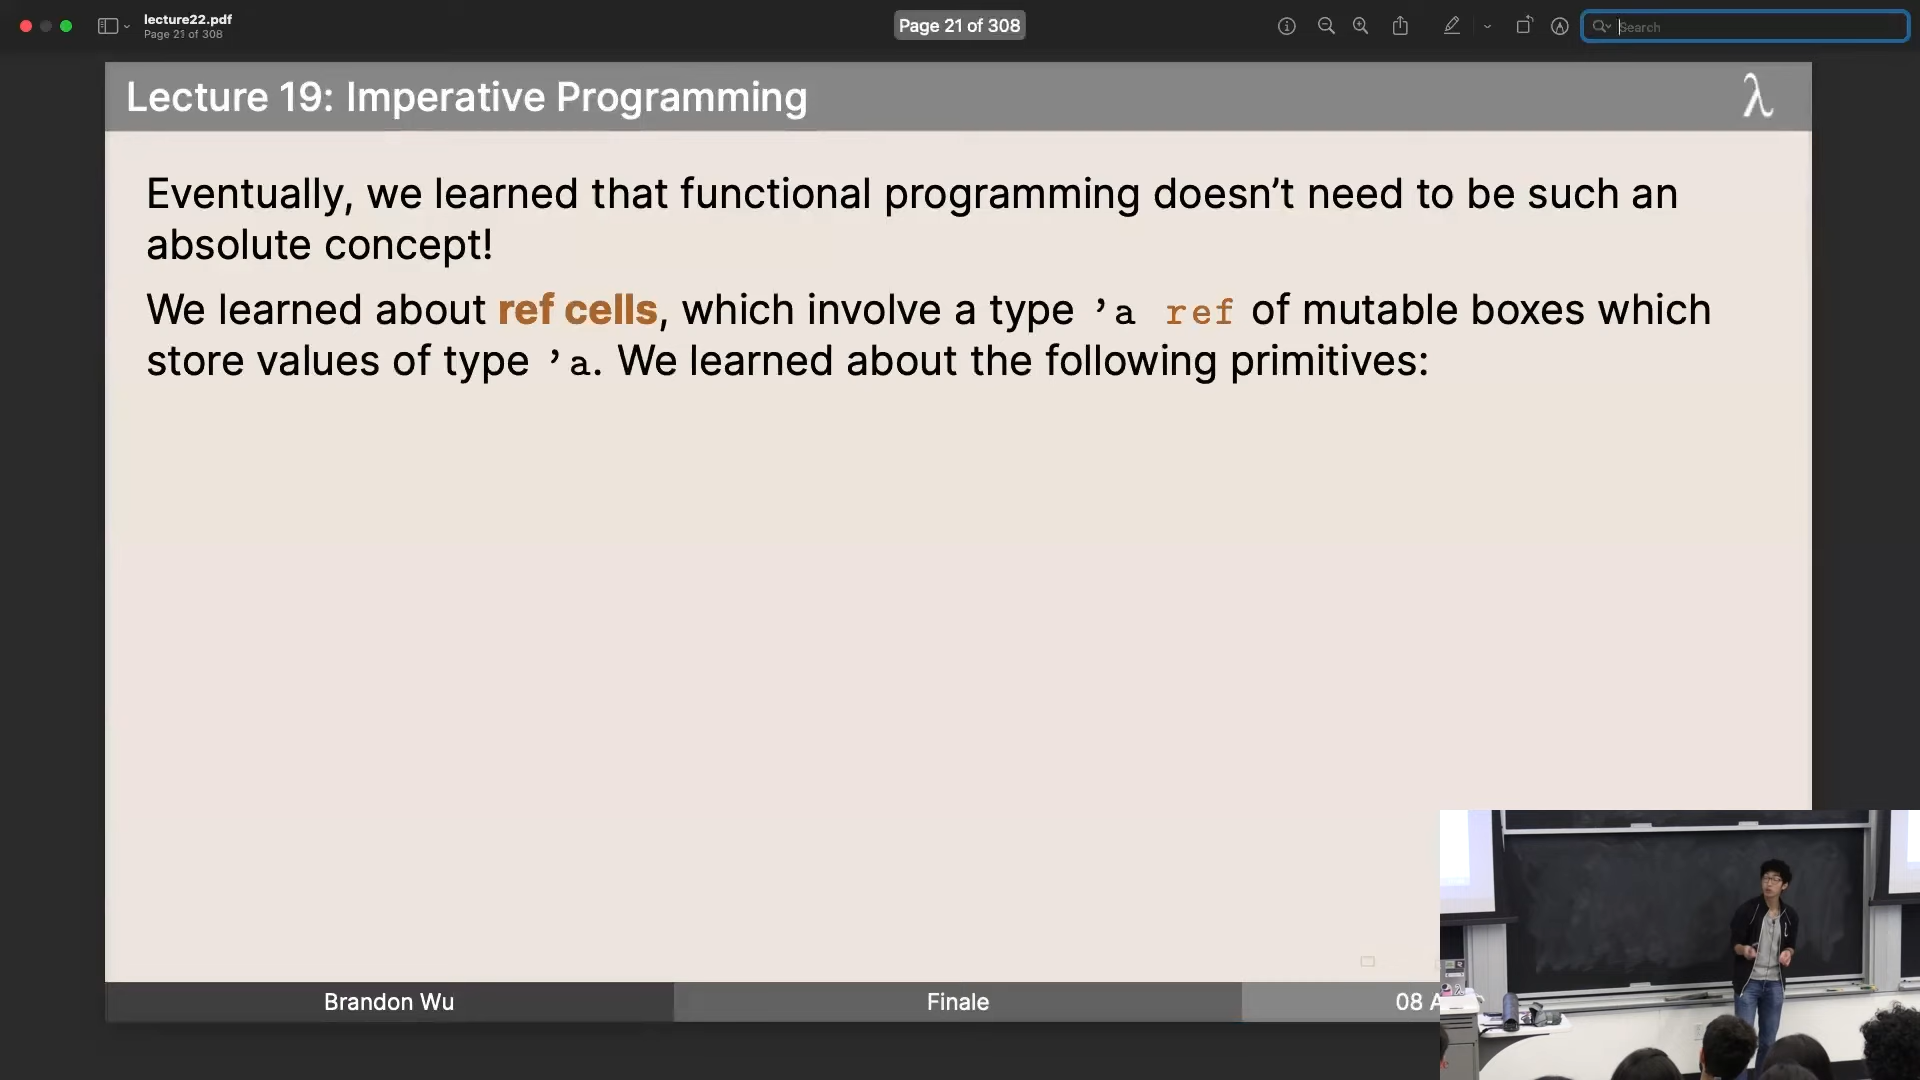 lecture22.pdf
Page 21 of 308
Page 21 of 308
Search
Lecture 19: Imperative Programming
λ
Eventually, we learned that functional programming doesn’t need to be such an
absolute concept!
We learned about ref cells, which involve a type ’a ref of mutable boxes which
store values of type ’a. We learned about the following primitives:
Brandon Wu
Finale
08 A